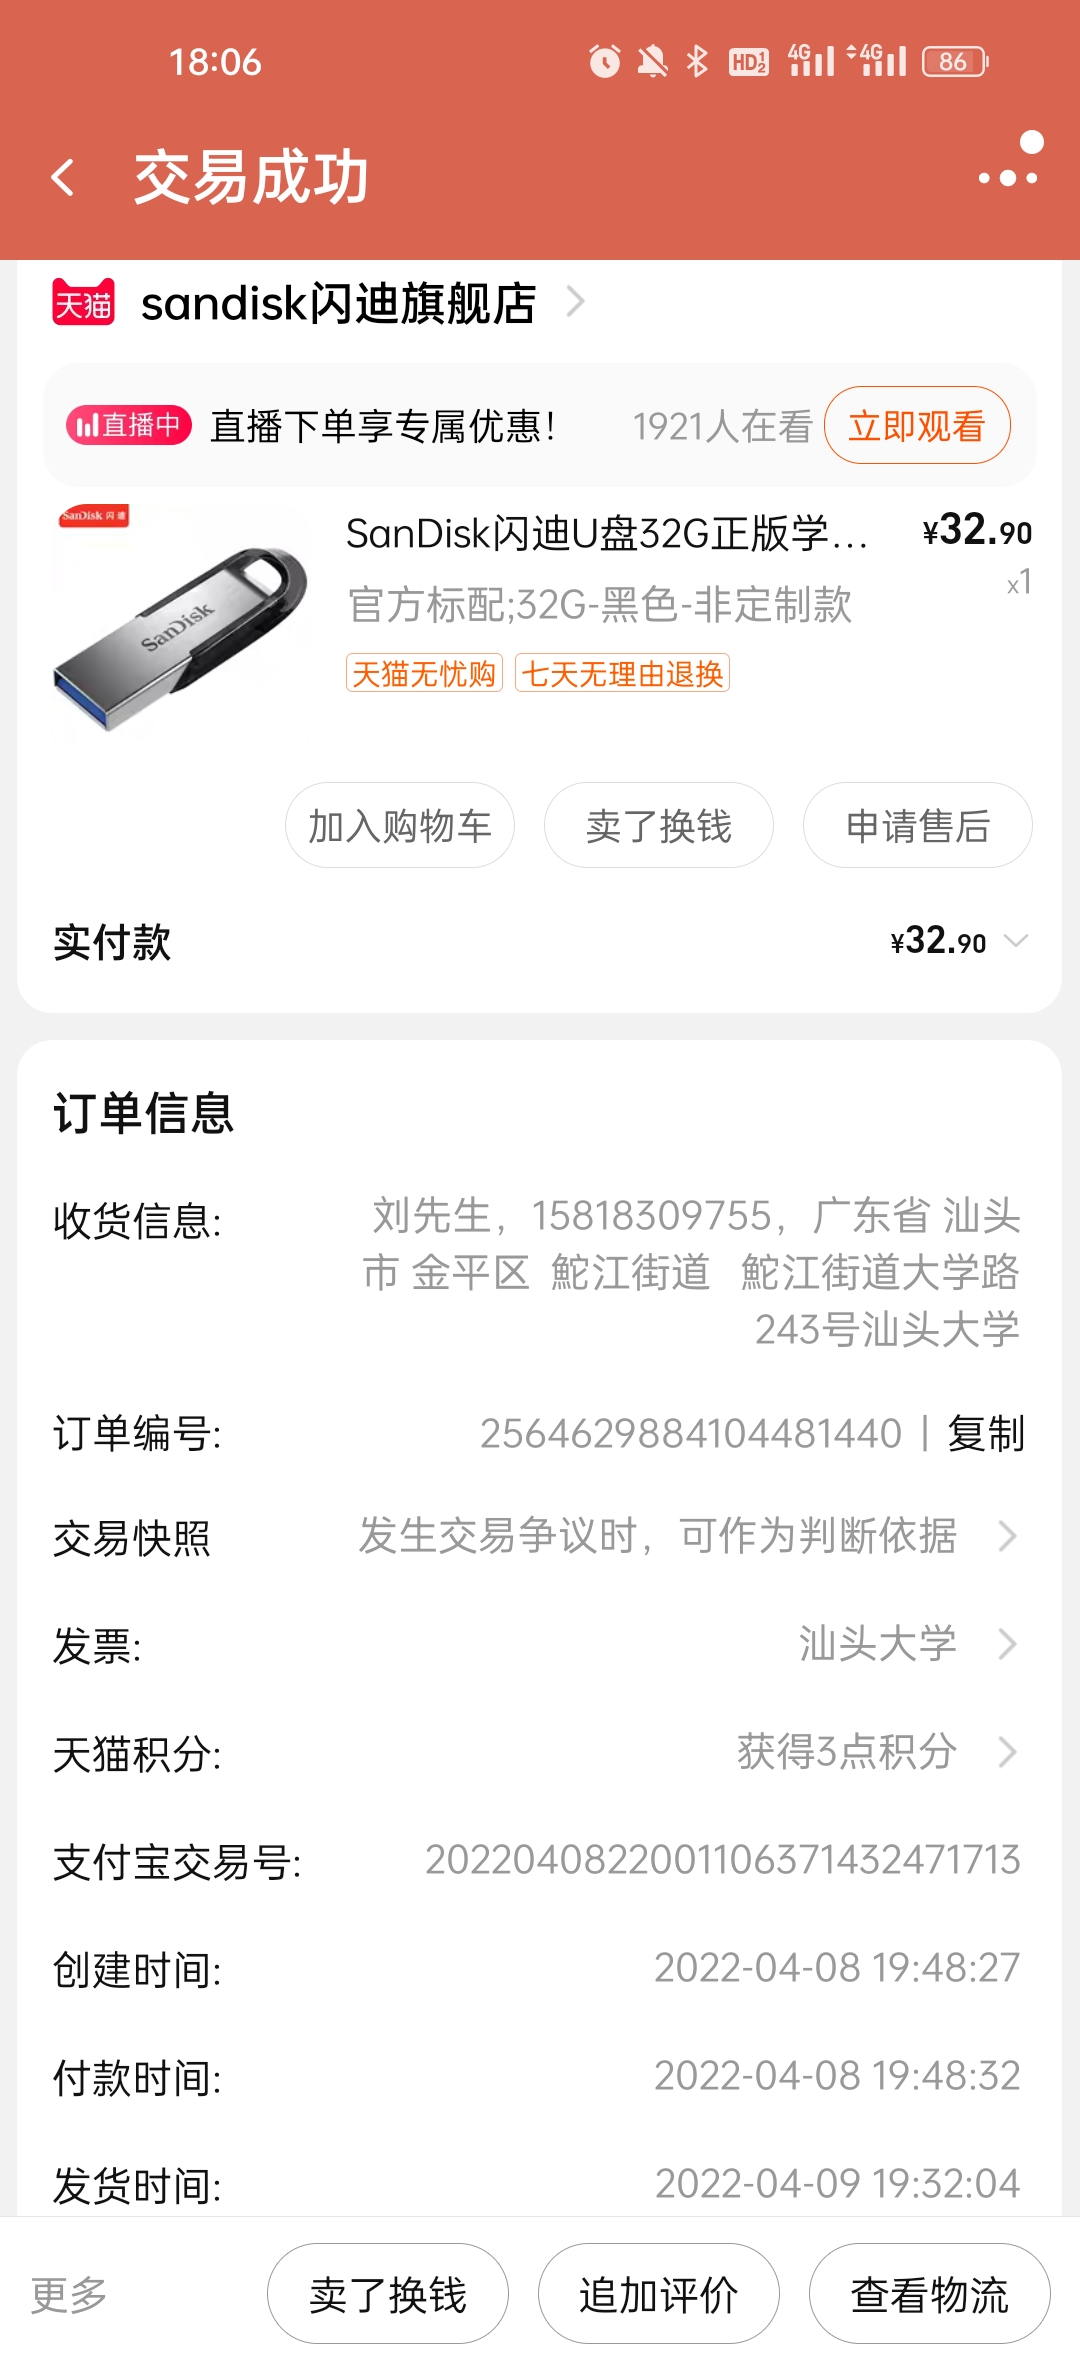 18:06
HD12 4G 4G 86
交易成功
天猫 sandisk闪迪旗舰店
直播中 直播下单享专属优惠! 1921人在看 立即观看
SanDisk 闪迪
SanDisk
SanDisk闪迪U盘32G正版学... ¥32.90
官方标配;32G-黑色-非定制款 x1
天猫无忧购 七天无理由退换
加入购物车 卖了换钱 申请售后
实付款 ¥32.90
订单信息
收货信息: 刘先生，15818309755，广东省 汕头
市 金平区 鮀江街道 鮀江街道大学路
243号汕头大学
订单编号: 2564629884104481440 | 复制
交易快照 发生交易争议时，可作为判断依据
发票: 汕头大学
天猫积分: 获得3点积分
支付宝交易号: 2022040822001106371432471713
创建时间: 2022-04-08 19:48:27
付款时间: 2022-04-08 19:48:32
发货时间: 2022-04-09 19:32:04
更多 卖了换钱 追加评价 查看物流